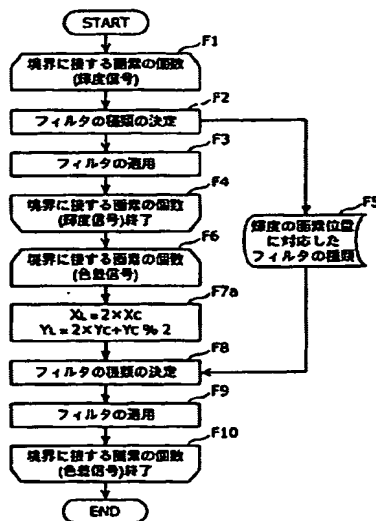 START
F1
境界に接する画素の個数
(輝度信号)
F2
フィルタの種類の決定
F3
フィルタの適用
F4
境界に接する画素の個数
(輝度信号)終了
F5
輝度の画素位置
に対応した
フィルタの種類
F6
境界に接する画素の個数
(色差信号)
F7a
XL=2×XC
YL=2×YC+YC % 2
F8
フィルタの種類の決定
F9
フィルタの適用
F10
境界に接する画素の個数
(色差信号)終了
END